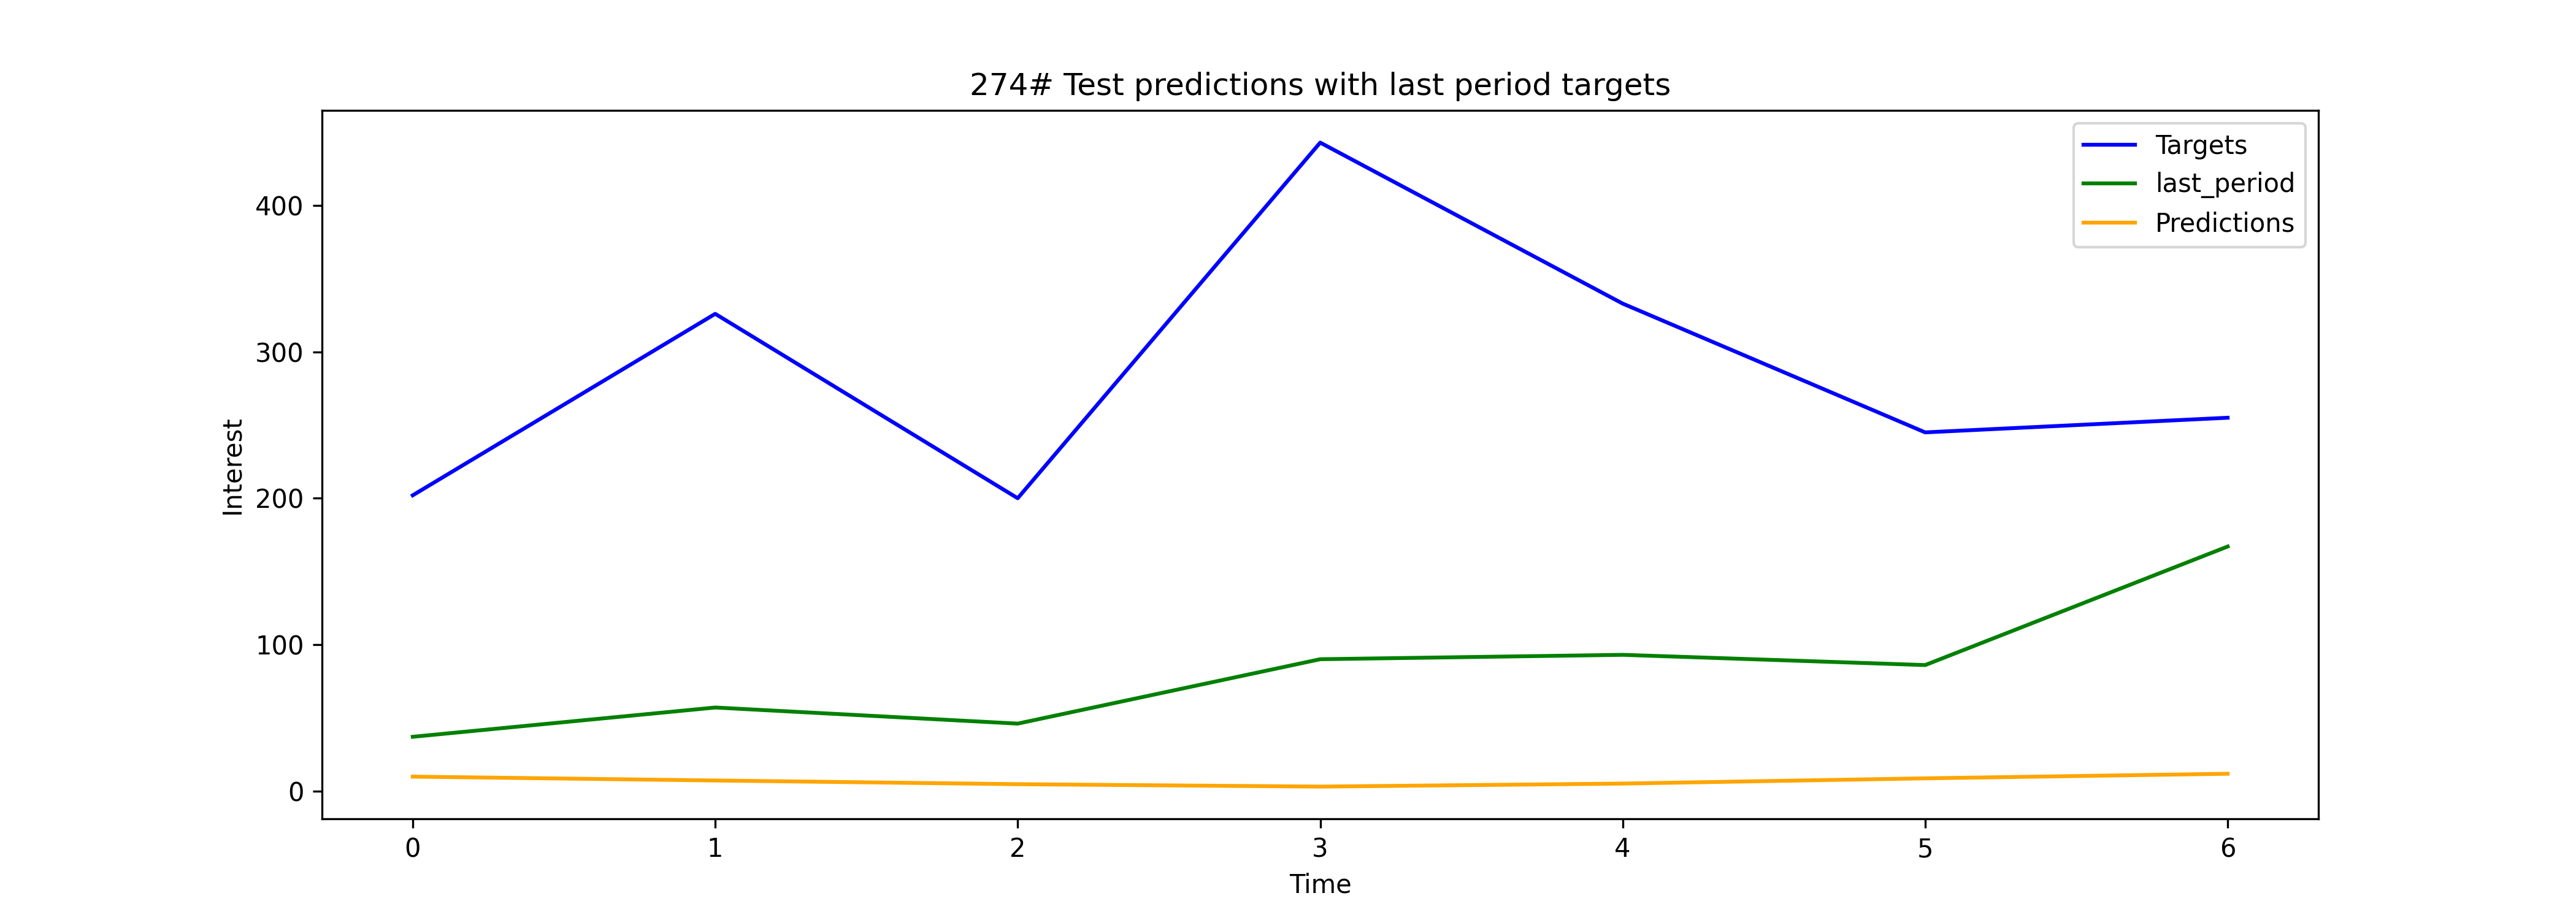 274# Test predictions with last period targets
Targets
last_period
Predictions
Interest
400
300
200
100
0
0 1 2 3 4 5 6
Time